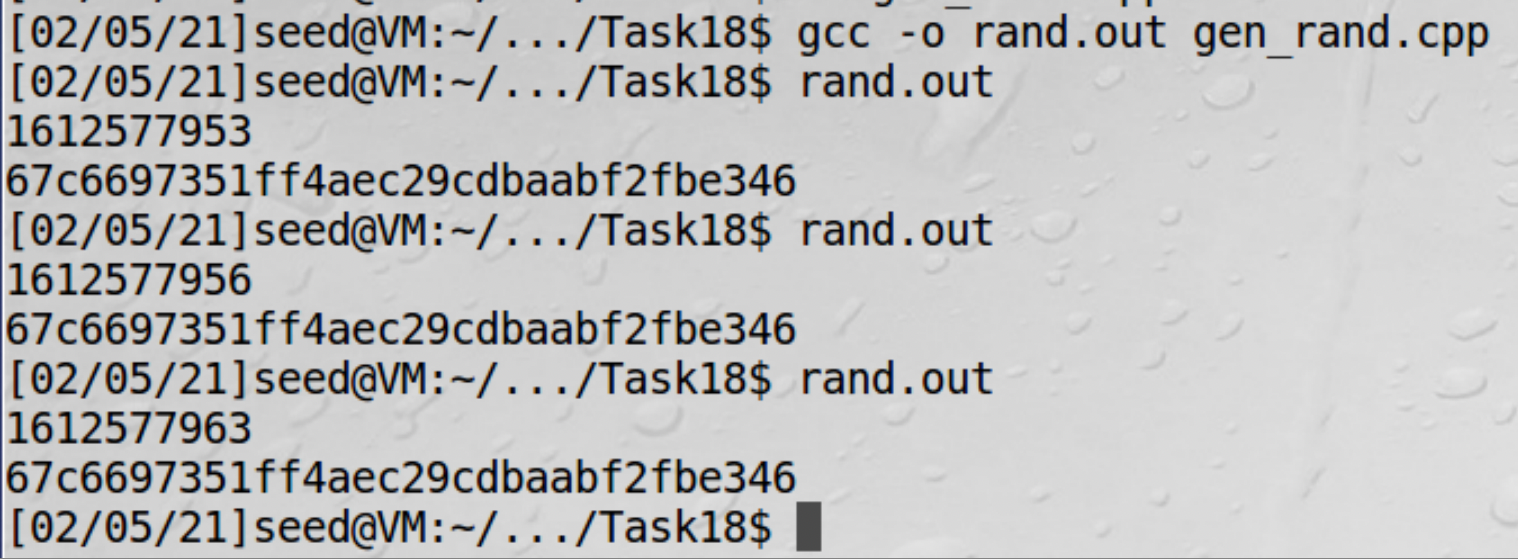 [02/05/21]seed@VM:~/.../Task18$ gcc -o rand.out gen_rand.cpp
[02/05/21]seed@VM:~/.../Task18$ rand.out
1612577953
67c6697351ff4aec29cdbaabf2fbe346
[02/05/21]seed@VM:~/.../Task18$ rand.out
1612577956
67c6697351ff4aec29cdbaabf2fbe346
[02/05/21]seed@VM:~/.../Task18$ rand.out
1612577963
67c6697351ff4aec29cdbaabf2fbe346
[02/05/21]seed@VM:~/.../Task18$